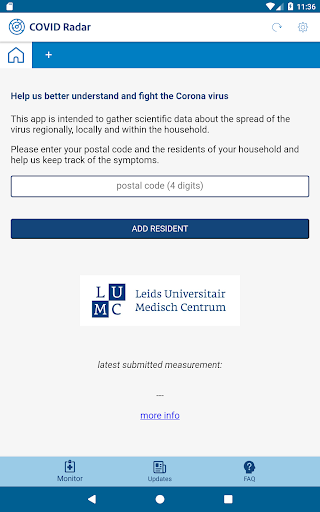 11:36
COVID Radar
+
Help us better understand and fight the Corona virus
This app is intended to gather scientific data about the spread of the
virus regionally, locally and within the household.
Please enter your postal code and the residents of your household and
help us keep track of the symptoms.
postal code (4 digits)
ADD RESIDENT
LUMC
Leids Universitair
Medisch Centrum
latest submitted measurement:
---
more info
Monitor
Updates
FAQ